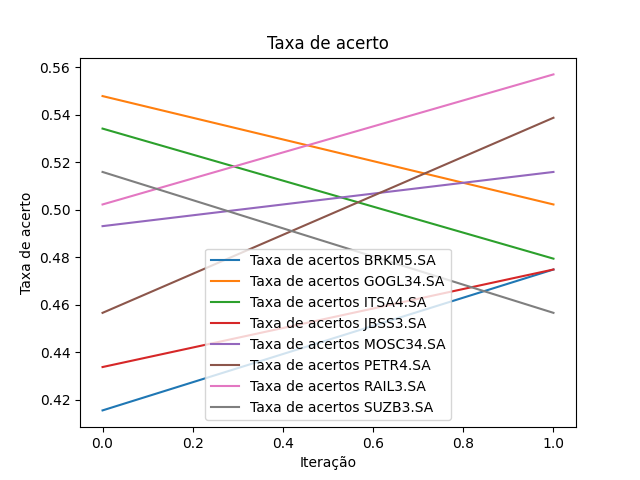 Taxa de acerto
0.56
0.54
0.52
0.50
0.48
0.46
0.44
0.42
Taxa de acerto
Taxa de acertos BRKM5.SA
Taxa de acertos GOGL34.SA
Taxa de acertos ITSA4.SA
Taxa de acertos JBSS3.SA
Taxa de acertos MOSC34.SA
Taxa de acertos PETR4.SA
Taxa de acertos RAIL3.SA
Taxa de acertos SUZB3.SA
0.0 0.2 0.4 0.6 0.8 1.0
Iteração